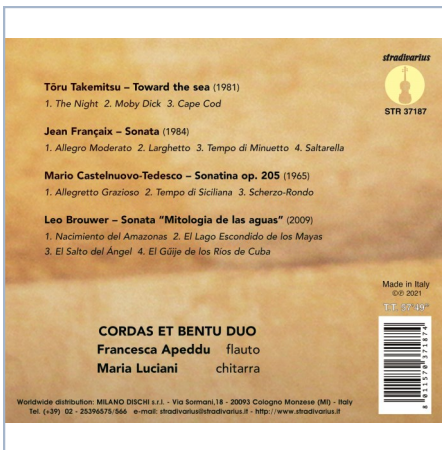 stradivarius
STR 37187
Tōru Takemitsu – Toward the sea (1981)
1. The Night 2. Moby Dick 3. Cape Cod
Jean Françaix – Sonata (1984)
1. Allegro Moderato 2. Larghetto 3. Tempo di Minuetto 4. Saltarella
Mario Castelnuovo-Tedesco – Sonatina op. 205 (1965)
1. Allegretto Grazioso 2. Tempo di Siciliana 3. Scherzo-Rondo
Leo Brouwer – Sonata "Mitologia de las aguas" (2009)
1. Nacimiento del Amazonas 2. El Lago Escondido de los Mayas
3. El Salto del Ángel 4. El Güije de los Rios de Cuba
Made in Italy
©℗ 2021
T.T. 57'49"
CORDAS ET BENTU DUO
Francesca Apeddu flauto
Maria Luciani chitarra
8011570371874
Worldwide distribution: MILANO DISCHI s.r.l. - Via Sormani,18 - 20093 Cologno Monzese (MI) - Italy
Tel. (+39) 02 - 25396575/566 e-mail: stradivarius@stradivarius.it - http://www.stradivarius.it